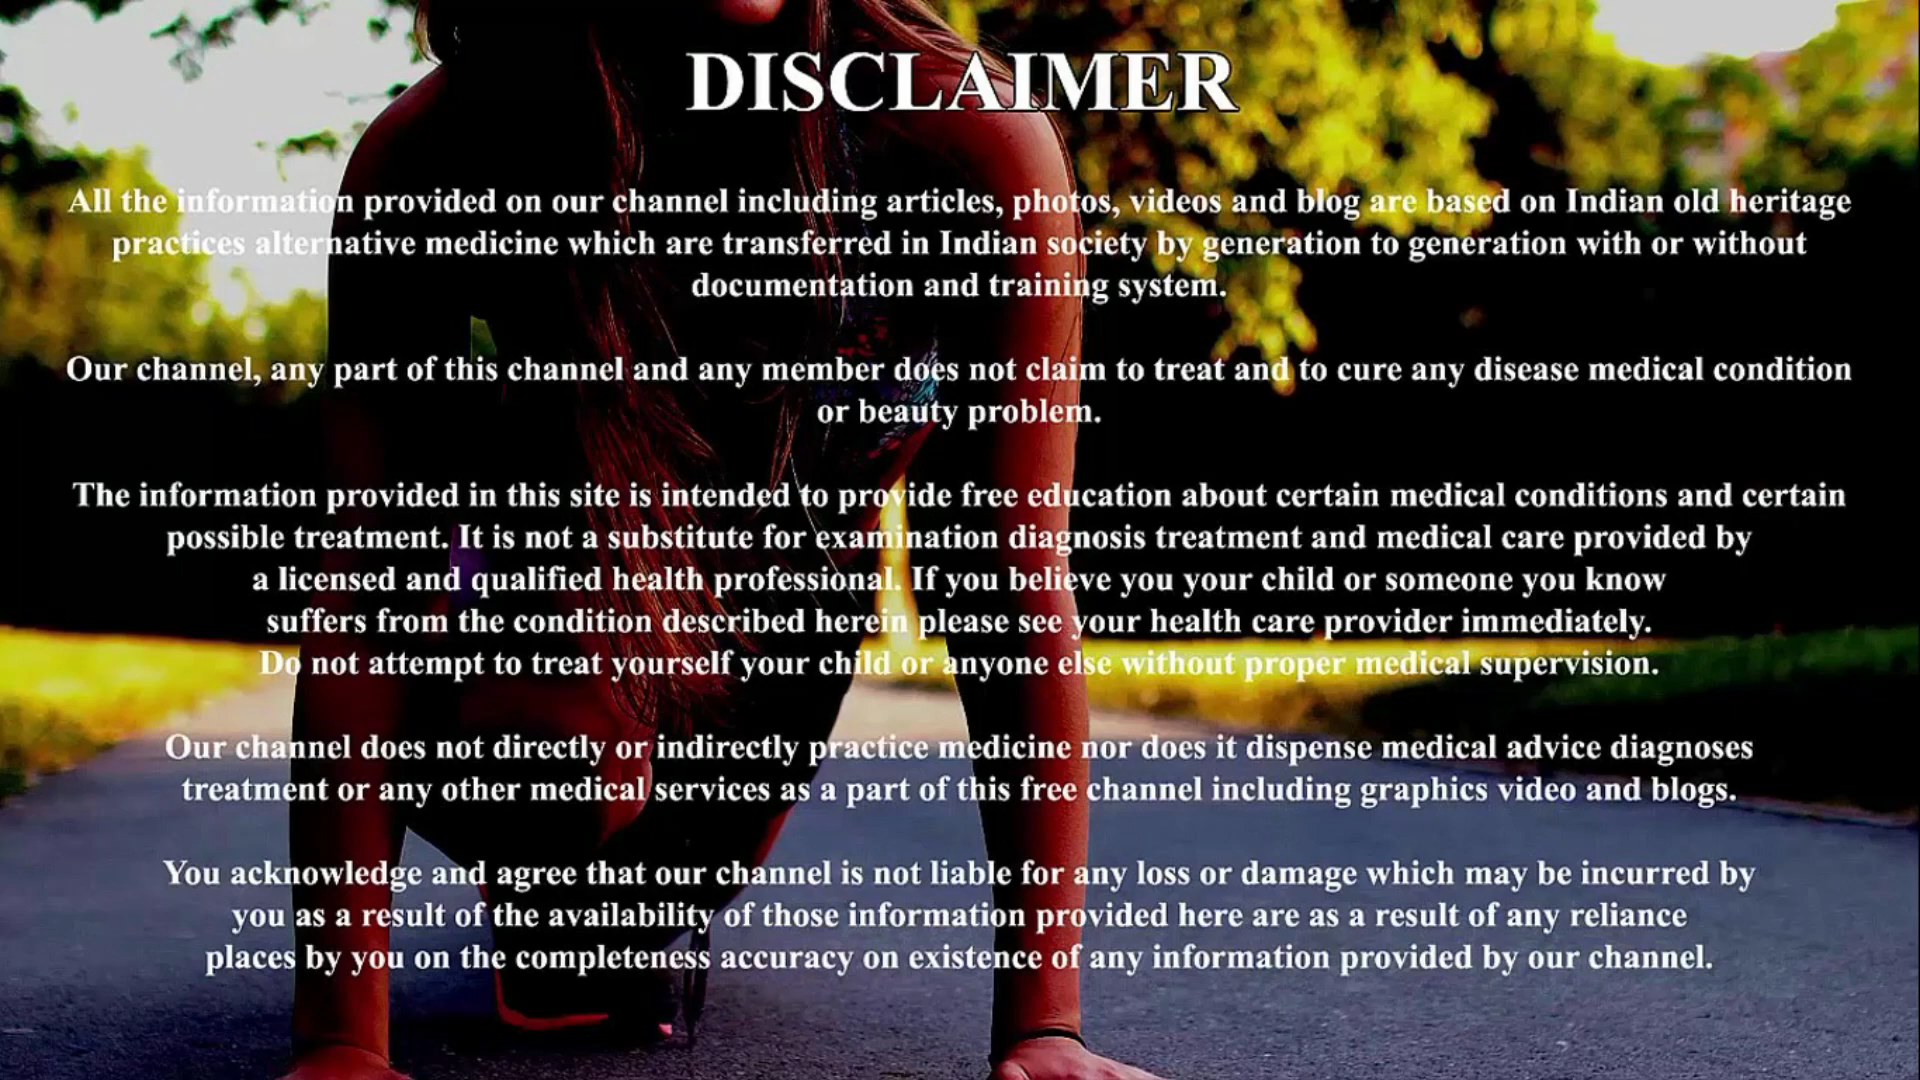 DISCLAIMER
All the information provided on our channel including articles, photos, videos and blog are based on Indian old heritage
practices alternative medicine which are transferred in Indian society by generation to generation with or without
documentation and training system.
Our channel, any part of this channel and any member does not claim to treat and to cure any disease medical condition
or beauty problem.
The information provided in this site is intended to provide free education about certain medical conditions and certain
possible treatment. It is not a substitute for examination diagnosis treatment and medical care provided by
a licensed and qualified health professional. If you believe you your child or someone you know
suffers from the condition described herein please see your health care provider immediately.
Do not attempt to treat yourself your child or anyone else without proper medical supervision.
Our channel does not directly or indirectly practice medicine nor does it dispense medical advice diagnoses
treatment or any other medical services as a part of this free channel including graphics video and blogs.
You acknowledge and agree that our channel is not liable for any loss or damage which may be incurred by
you as a result of the availability of those information provided here are as a result of any reliance
places by you on the completeness accuracy on existence of any information provided by our channel.